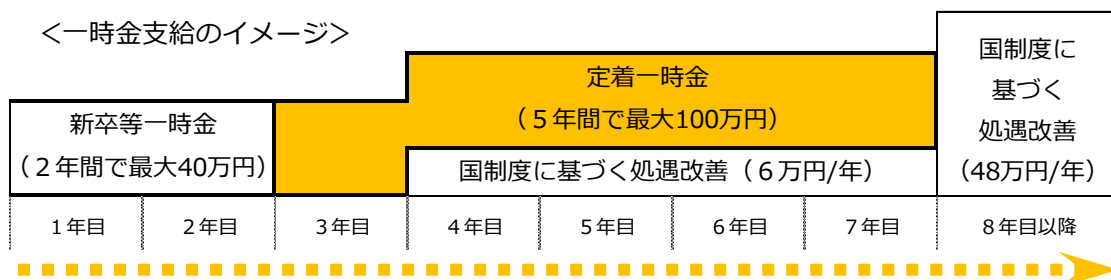 ＜一時金支給のイメージ＞
定着一時金
（５年間で最大100万円）
新卒等一時金
（２年間で最大40万円）
国制度に基づく処遇改善（６万円/年）
国制度に
基づく
処遇改善
（48万円/年）
１年目
２年目
３年目
４年目
５年目
６年目
７年目
８年目以降